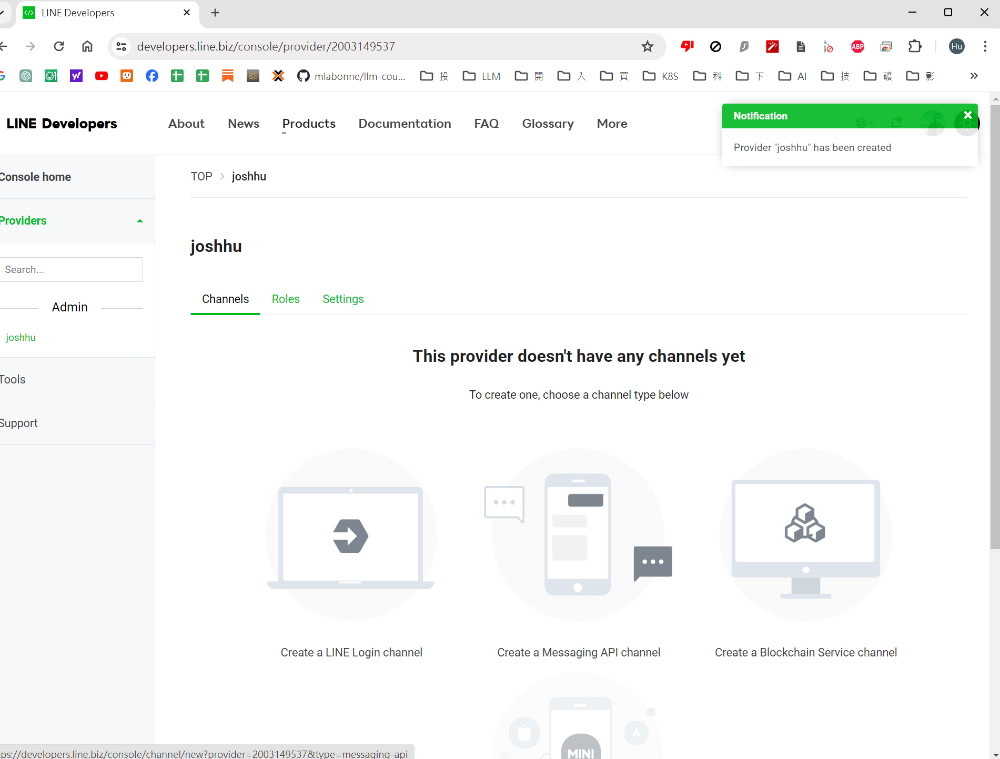 LINE Developers
developers.line.biz/console/provider/2003149537
Hu
ABP
mlabonne/llm-cou...
投
LLM
開
入
買
K8S
科
下
AI
技
礦
影
LINE Developers
About
News
Products
Documentation
FAQ
Glossary
More
Notification
Provider "joshhu" has been created
Console home
Providers
Search...
Admin
joshhu
Tools
Support
TOP
joshhu
joshhu
Channels
Roles
Settings
This provider doesn't have any channels yet
To create one, choose a channel type below
Create a LINE Login channel
Create a Messaging API channel
Create a Blockchain Service channel
MINI
ps://developers.line.biz/console/channel/new?provider=2003149537&type=messaging-api